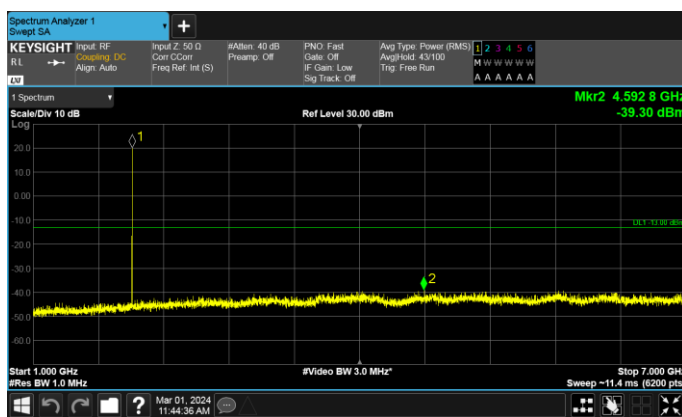 Spectrum Analyzer 1
Swept SA
+
KEYSIGHT Input: RF Input Z: 50 Ω #Atten: 40 dB PNO: Fast Avg Type: Power (RMS) 1 2 3 4 5 6
RL Coupling: DC Corr CCorr Preamp: Off Gate: Off Avg|Hold: 43/100 M W W W W W
Align: Auto Freq Ref: Int (S) IF Gain: Low Trig: Free Run
Sig Track: Off A A A A A A
LXI
1 Spectrum Mkr2 4.592 8 GHz
Scale/Div 10 dB Ref Level 30.00 dBm -39.30 dBm
Log
1
20.0
10.0
0.00
-10.0
DL1 -13.00 dBm
-20.0
-30.0
2
-40.0
-50.0
-60.0
Start 1.000 GHz #Video BW 3.0 MHz* Stop 7.000 GHz
#Res BW 1.0 MHz Sweep ~11.4 ms (6200 pts)
? Mar 01, 2024
11:44:36 AM